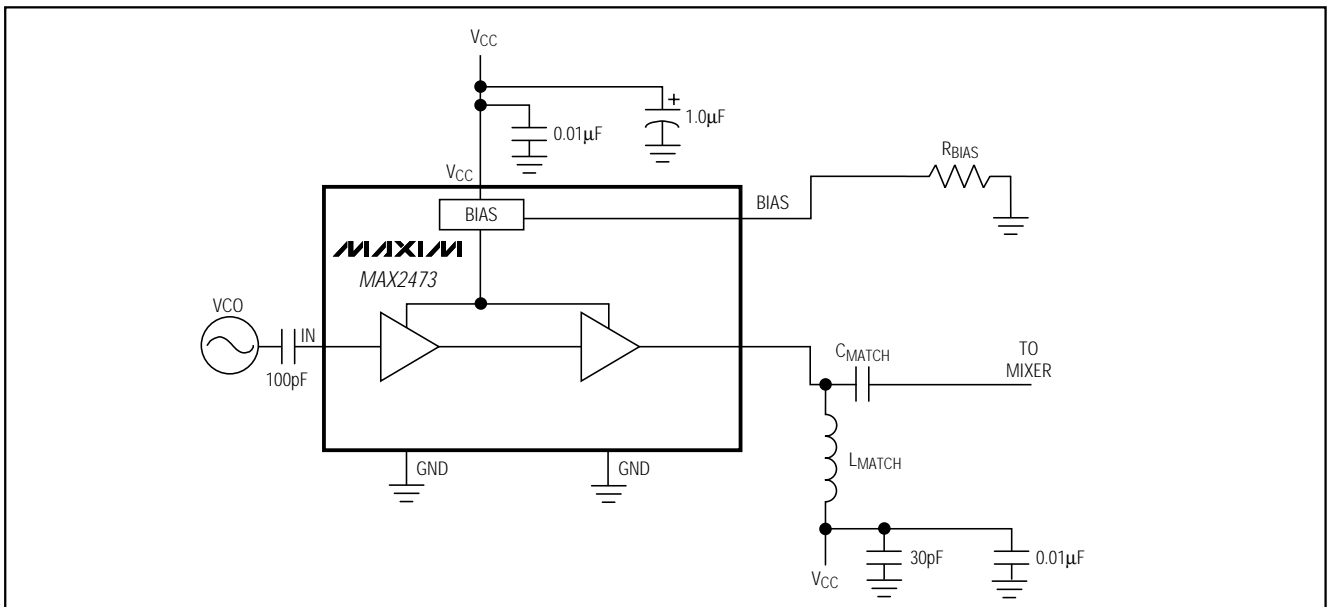 VCC
+
1.0μF
0.01μF
RBIAS
VCC
BIAS
BIAS
MAXIM
MAX2473
VCO
IN
100pF
CMATCH
TO
MIXER
LMATCH
GND
GND
30pF
0.01μF
VCC